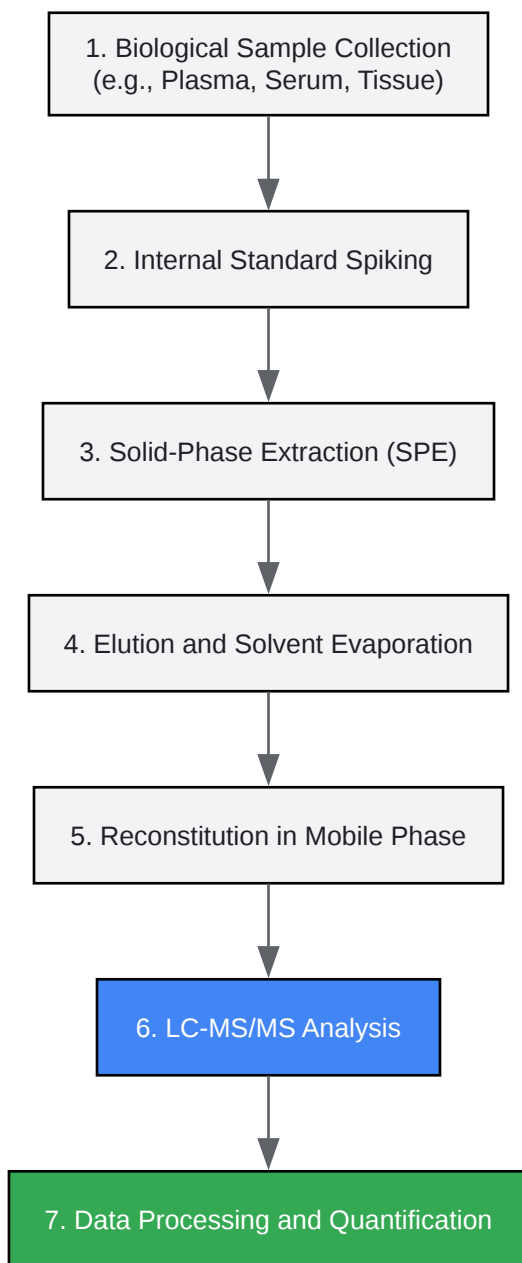 1. Biological Sample Collection
(e.g., Plasma, Serum, Tissue)
2. Internal Standard Spiking
3. Solid-Phase Extraction (SPE)
4. Elution and Solvent Evaporation
5. Reconstitution in Mobile Phase
6. LC-MS/MS Analysis
7. Data Processing and Quantification